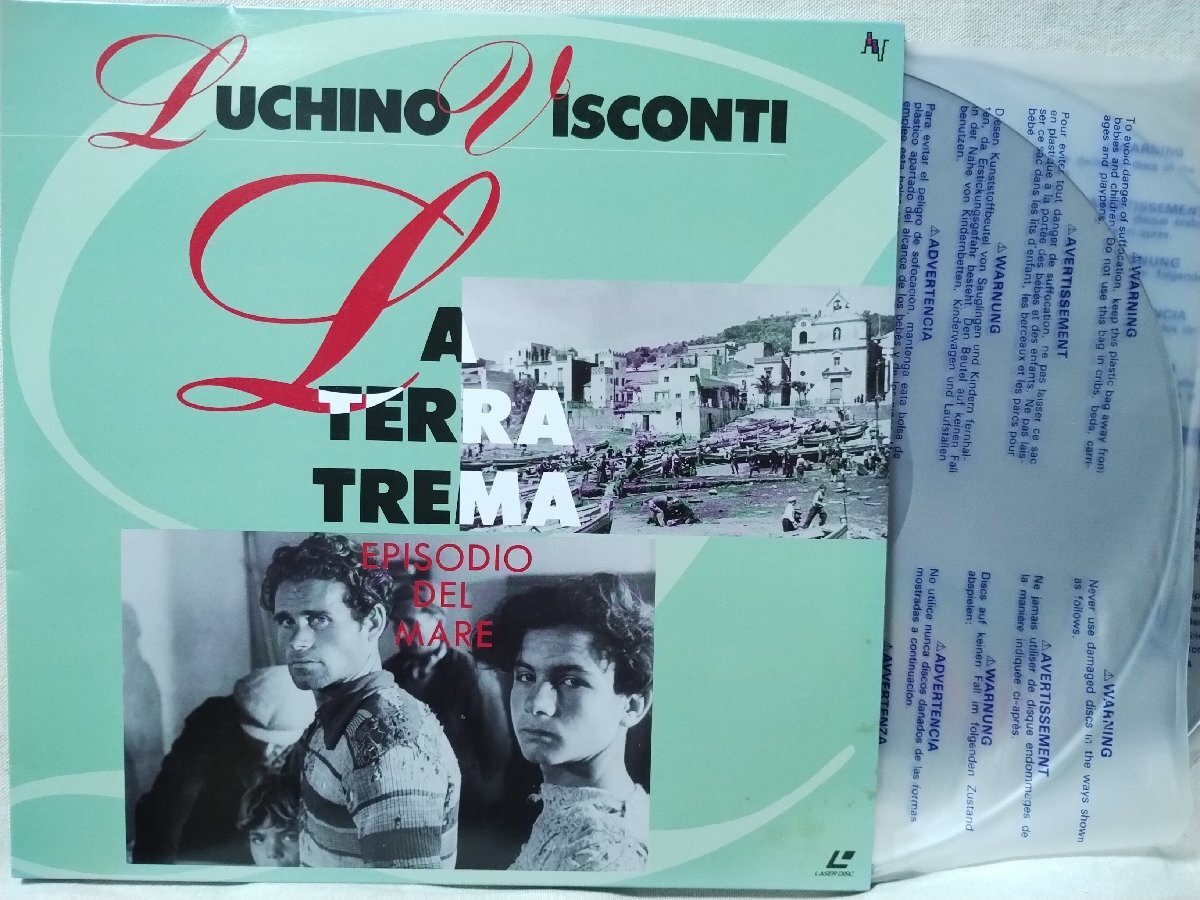 LUCHINO VISCONTI
LA
TERRA
TREMA
EPISODIO
DEL
MARE
LASER DISC
⚠WARNING
To avoid danger of suffocation, keep this plastic bag away from
babies and children. Do not use this bag in cribs, beds, carri-
ages and playpens.
⚠AVERTISSEMENT
Pour éviter tout danger de suffocation, ne pas laisser ce sac
en plastique à la portée des bébés et des enfants. Ne pas lais-
ser ce sac dans les lits d'enfant, les berceaux et les parcs pour
bébé.
⚠WARNUNG
Diesen Kunststoffbeutel von Säuglingen und Kindern fernhal-
ten, da Erstickungsgefahr besteht. Den Beutel auf keinen Fall
in der Nähe von Kinderbetten, Kinderwagen und Laufställen
benutzen.
⚠ADVERTENCIA
Para evitar el peligro de sofocación, mantenga esta bolsa de
plástico apartado del alcance de los bebés y
⚠WARNING
Never use damaged discs in the ways shown
as follows.
⚠AVERTISSEMENT
Ne jamais utiliser de disque endommagés de
la manière indiquée ci-après.
⚠WARNUNG
Discs auf keinen Fall im folgenden Zustand
abspielen:
⚠ADVERTENCIA
No utilice nunca discos dañados de las formas
mostradas a continuación.
⚠AVVERTENZA